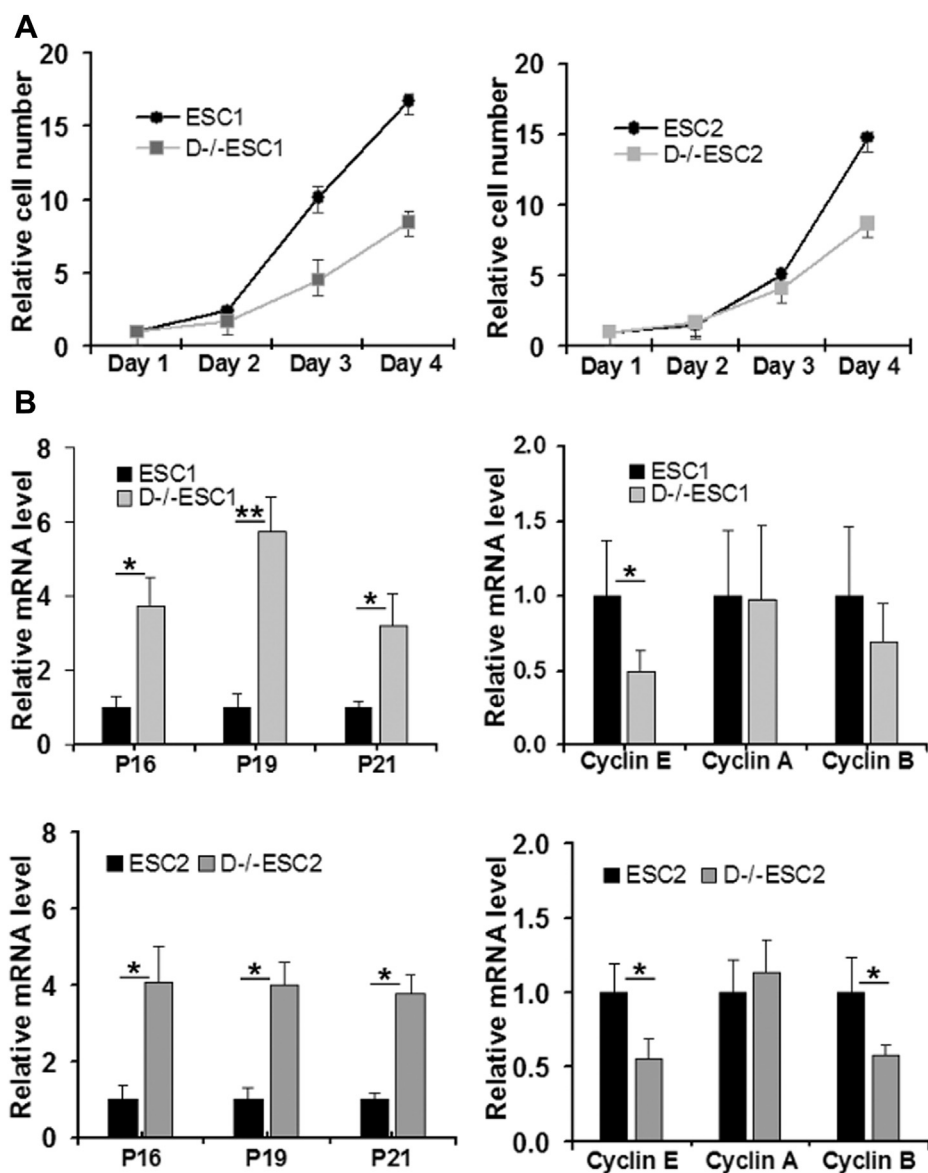 A
Relative cell number
20
15
10
5
0
ESC1
D-/-ESC1
Day 1 Day 2 Day 3 Day 4
Relative cell number
20
15
10
5
0
ESC2
D-/-ESC2
Day 1 Day 2 Day 3 Day 4
B
Relative mRNA level
8
6
4
2
0
ESC1
D-/-ESC1
* ** *
P16 P19 P21
Relative mRNA level
2.0
1.5
1.0
0.5
0.0
ESC1
D-/-ESC1
*
Cyclin E Cyclin A Cyclin B
Relative mRNA level
8
6
4
2
0
ESC2 D-/-ESC2
* * *
P16 P19 P21
Relative mRNA level
2.0
1.5
1.0
0.5
0.0
ESC2 D-/-ESC2
* *
Cyclin E Cyclin A Cyclin B